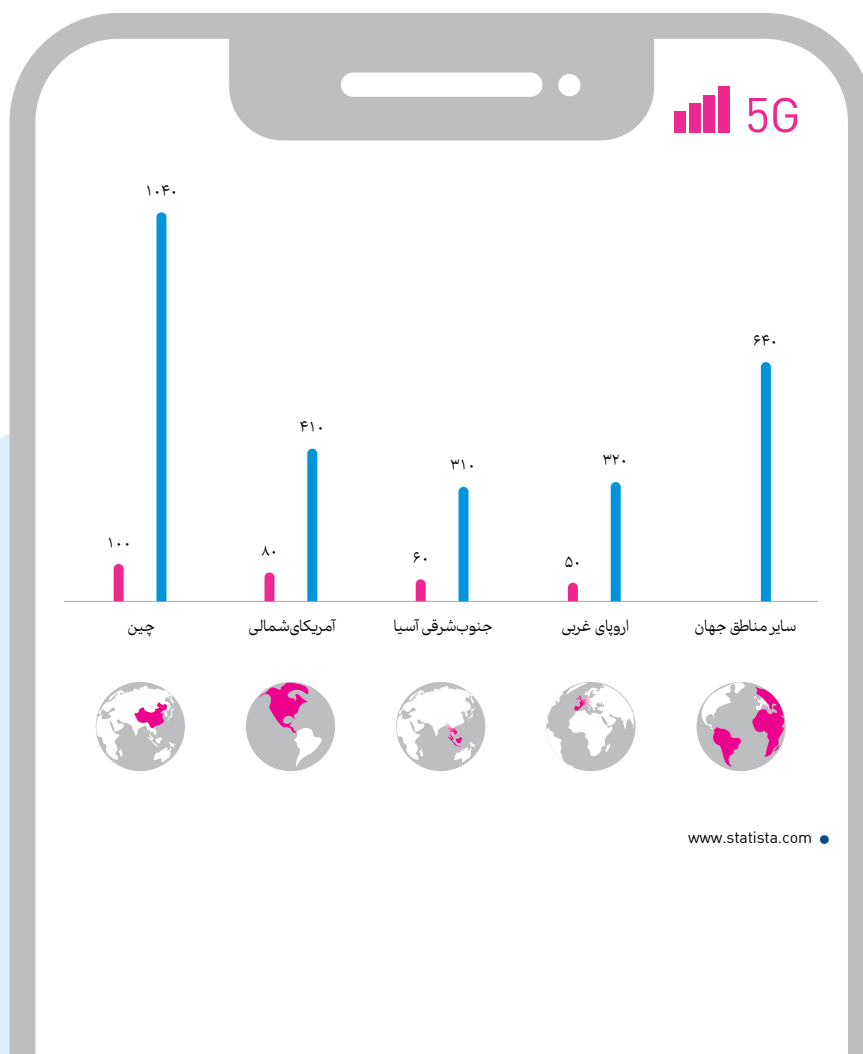 5G
۱۰۴۰
۶۴۰
۴۱۰
۳۲۰
۳۱۰
۱۰۰
۸۰
۶۰
۵۰
سایر مناطق جهان
اروپای غربی
جنوب‌شرقی آسیا
آمریکای‌شمالی
چین
www.statista.com